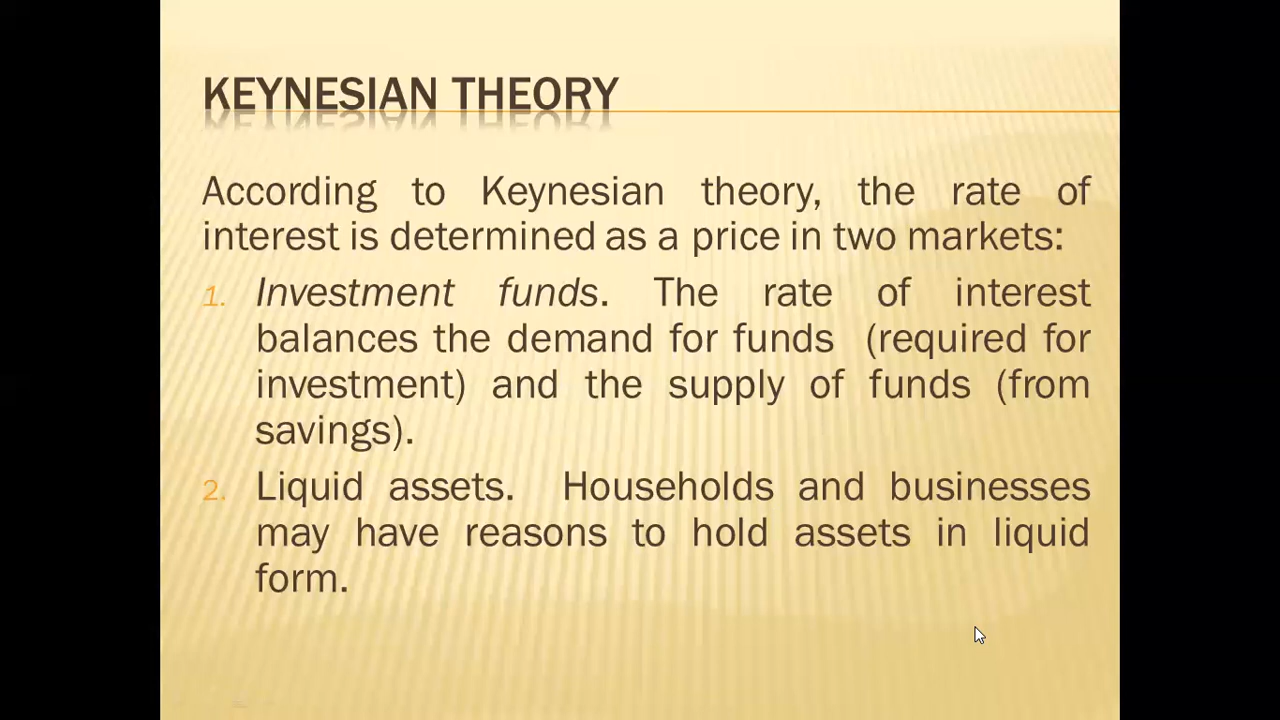 KEYNESIAN THEORY
According to Keynesian theory, the rate of
interest is determined as a price in two markets:
1. Investment funds. The rate of interest
balances the demand for funds (required for
investment) and the supply of funds (from
savings).
2. Liquid assets. Households and businesses
may have reasons to hold assets in liquid
form.